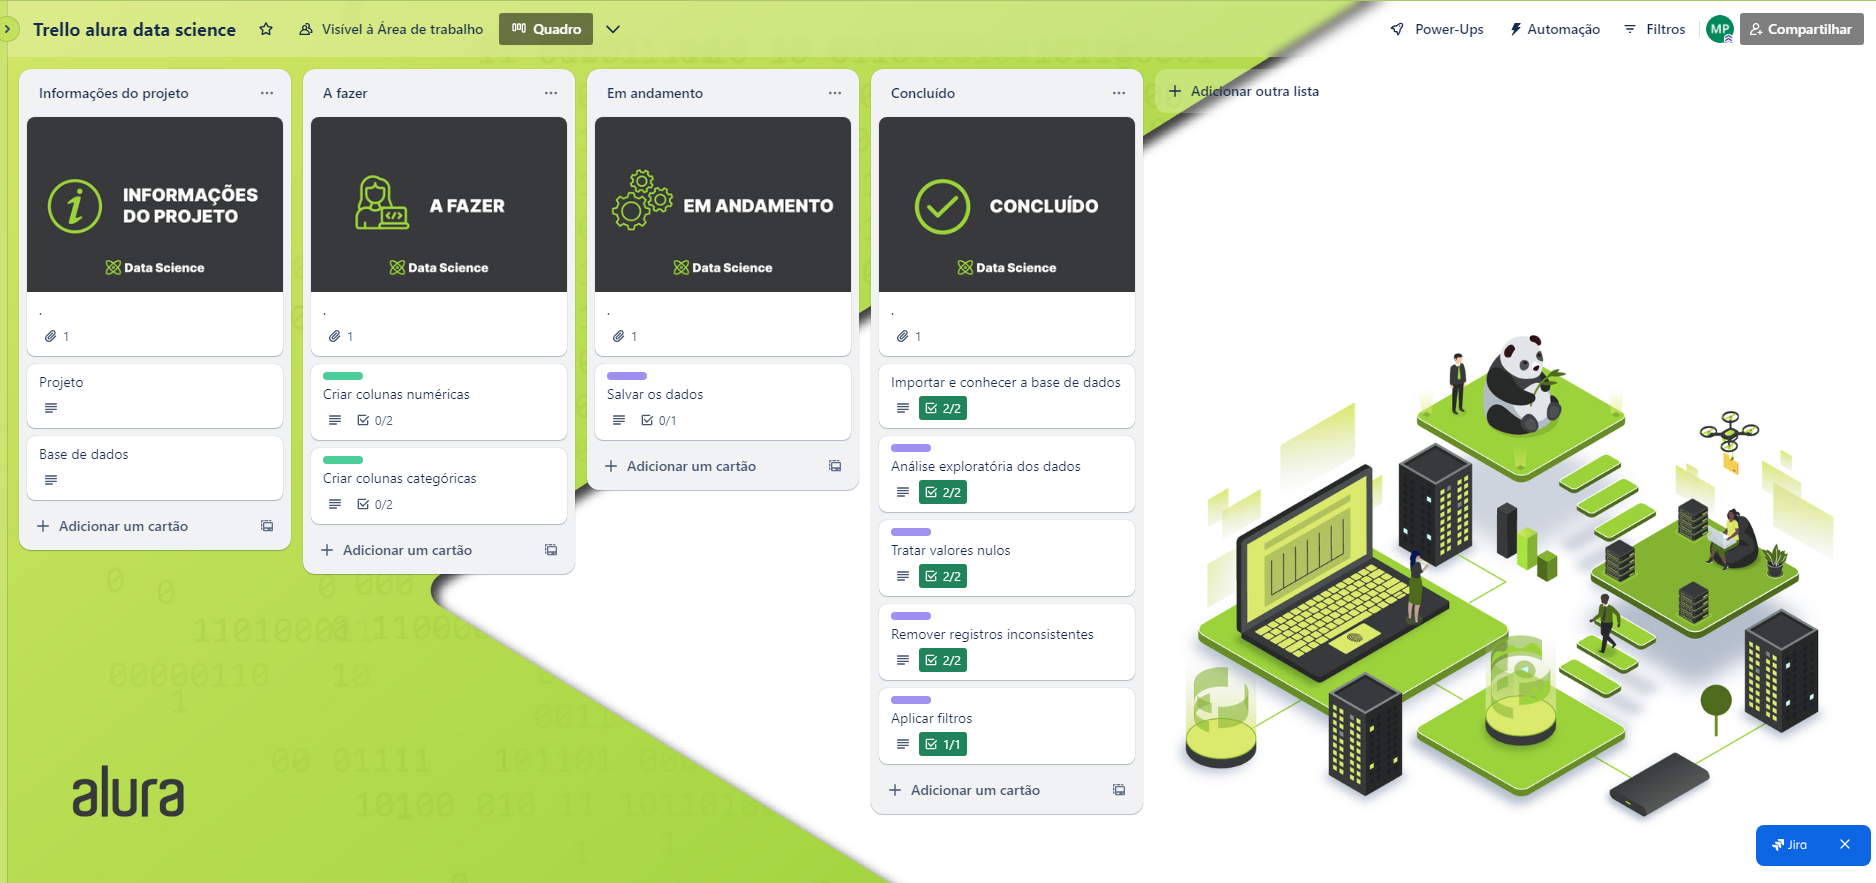 Trello alura data science
Visível à Área de trabalho
Quadro
Power-Ups
Automação
Filtros
MP
Compartilhar
Informações do projeto
INFORMAÇÕES
DO PROJETO
Data Science
.
1
Projeto
Base de dados
Adicionar um cartão
A fazer
A FAZER
Data Science
.
1
Criar colunas numéricas
0/2
Criar colunas categóricas
0/2
Adicionar um cartão
Em andamento
EM ANDAMENTO
Data Science
.
1
Salvar os dados
0/1
Adicionar um cartão
Concluído
CONCLUÍDO
Data Science
.
1
Importar e conhecer a base de dados
2/2
Análise exploratória dos dados
2/2
Tratar valores nulos
2/2
Remover registros inconsistentes
2/2
Aplicar filtros
1/1
Adicionar um cartão
Adicionar outra lista
alura
Jira